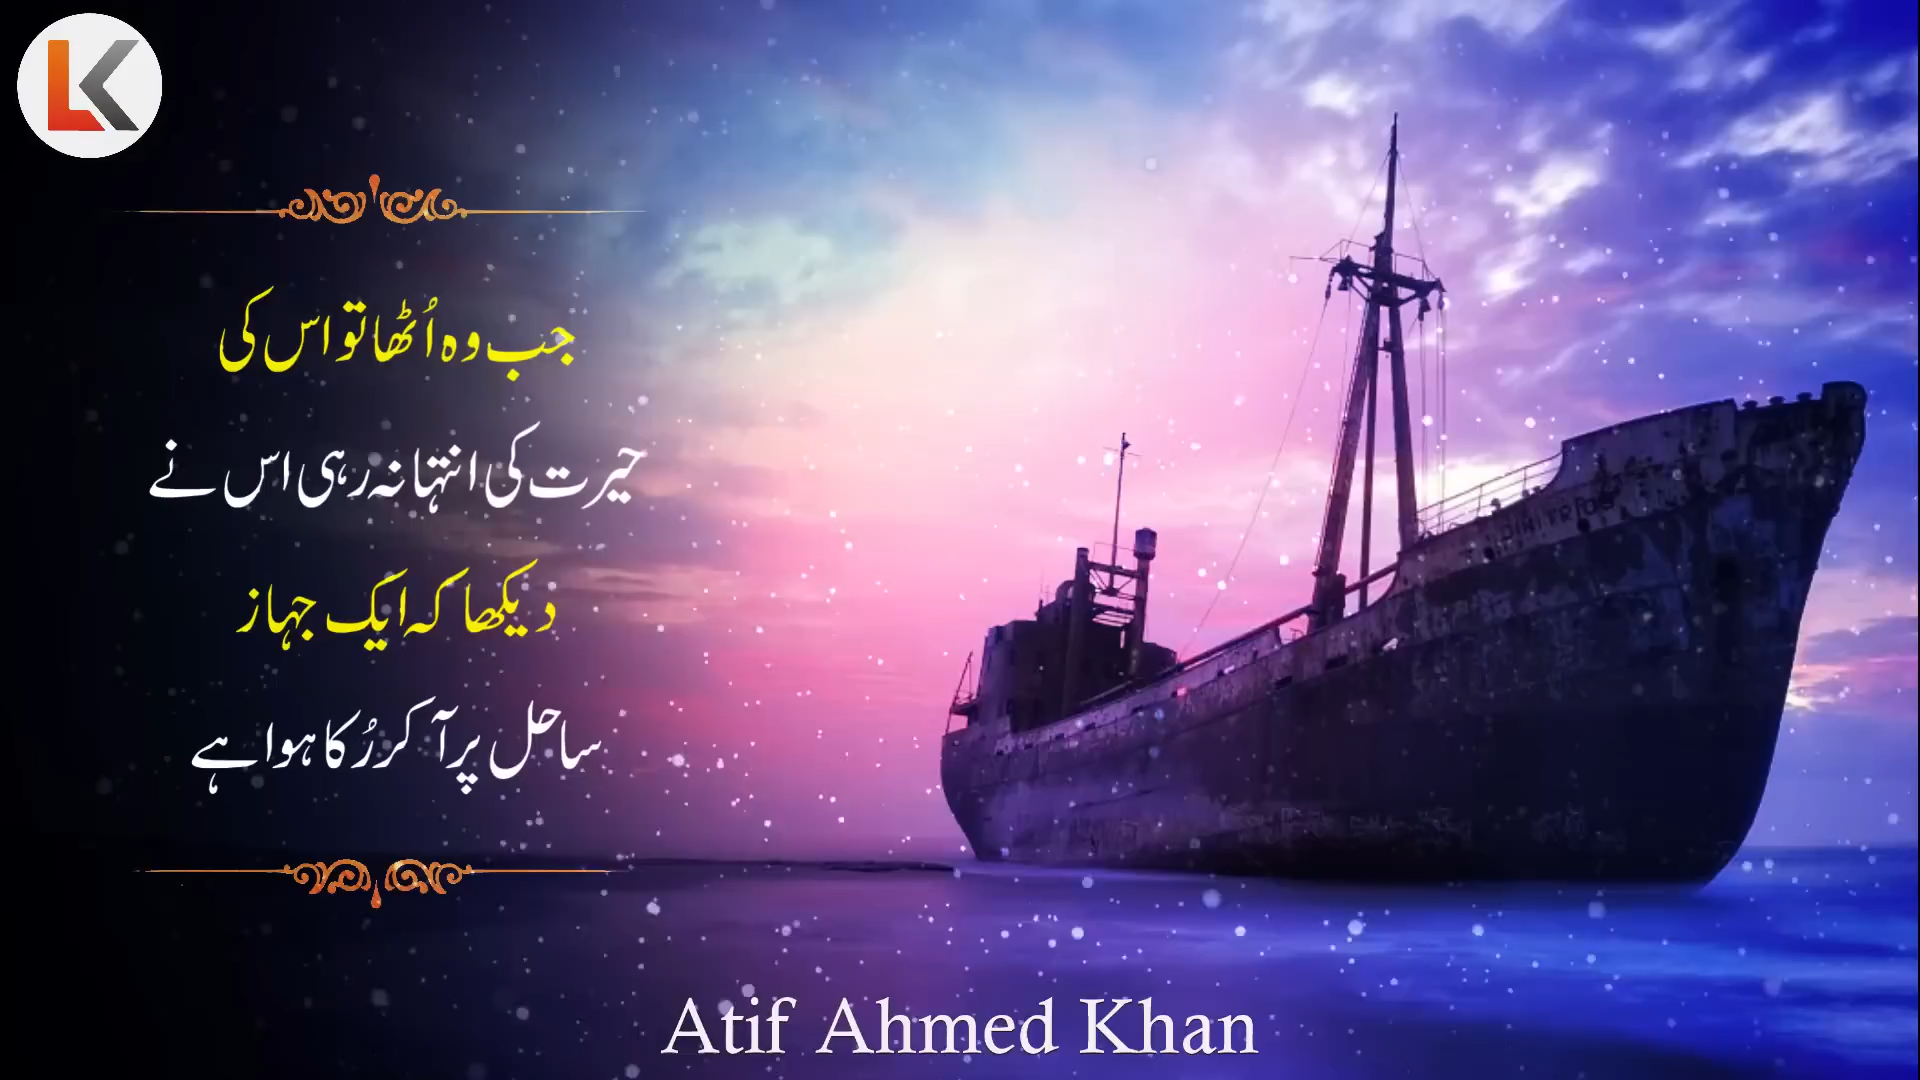 LK
جب وہ اُٹھا تو اس کی
حیرت کی انتہا نہ رہی اس نے
دیکھا کہ ایک جہاز
ساحل پر آ کر رُکا ہوا ہے
Atif Ahmed Khan